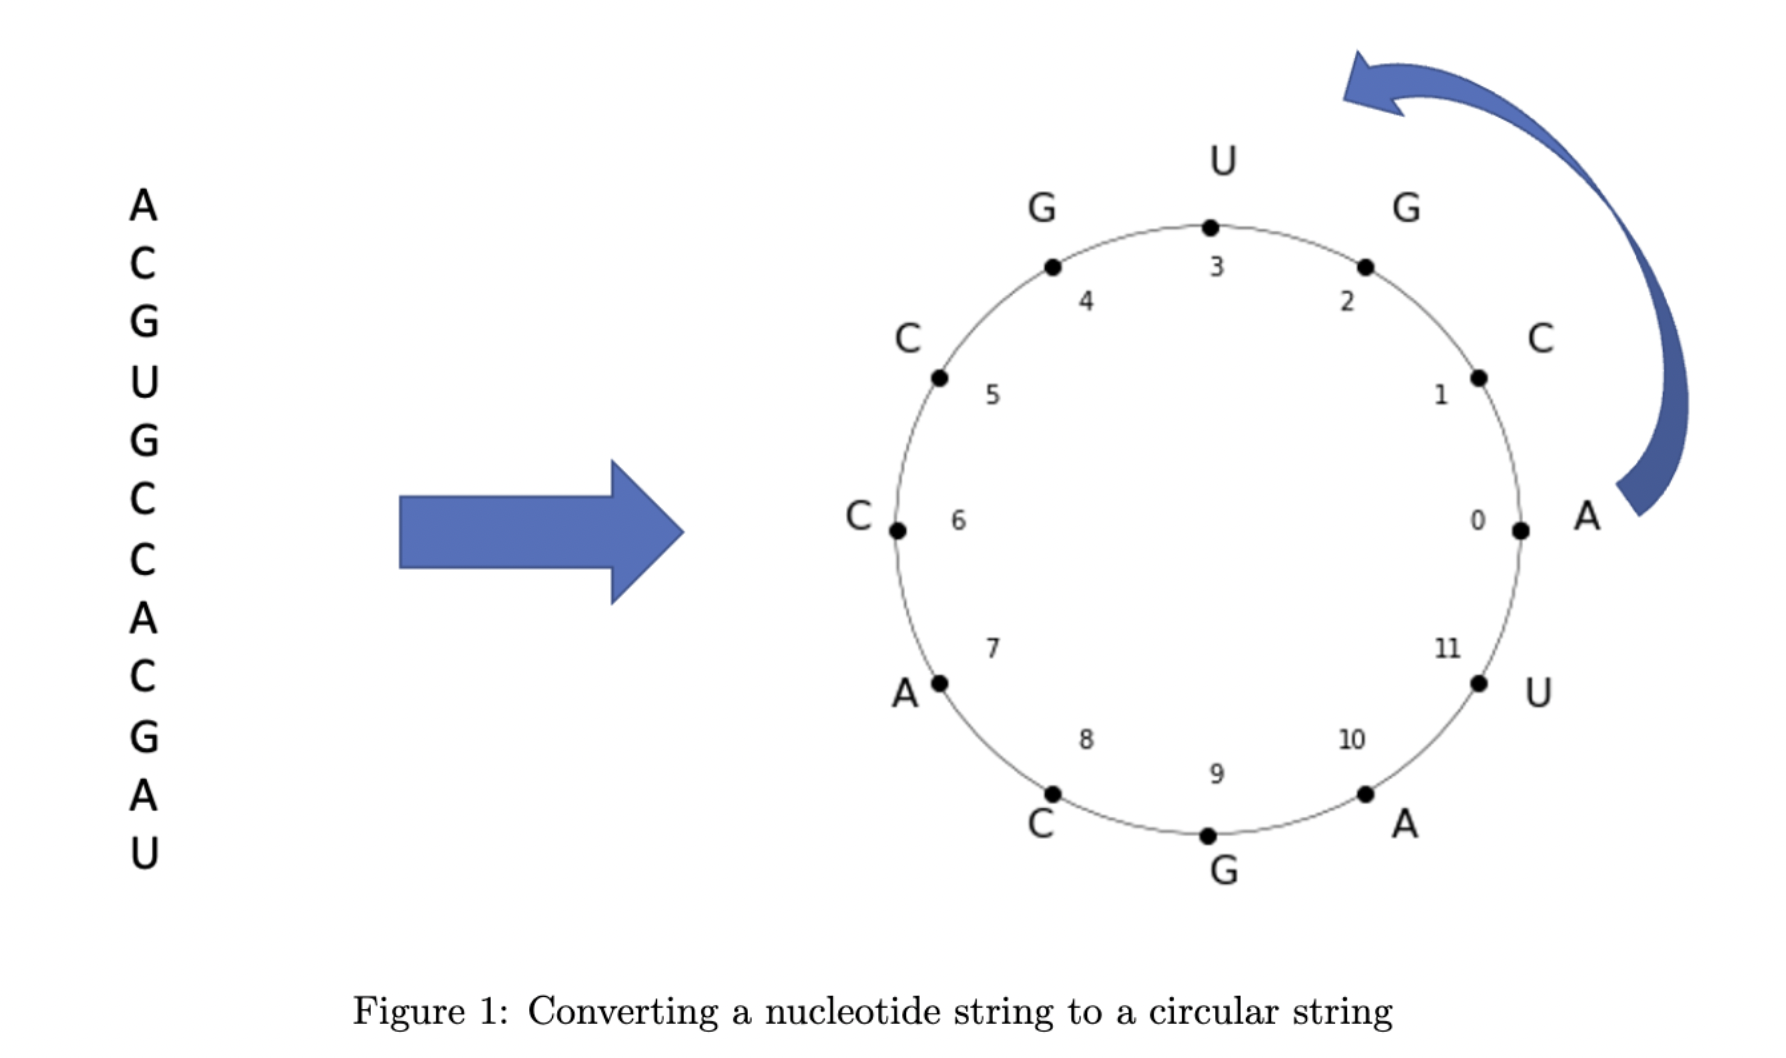 A
C
G
U
G
C
C
A
C
G
A
U
U
G G
3
4 2
C C
5 1
C 6 0 A
7 11
A U
8 10
9
C A
G
Figure 1: Converting a nucleotide string to a circular string